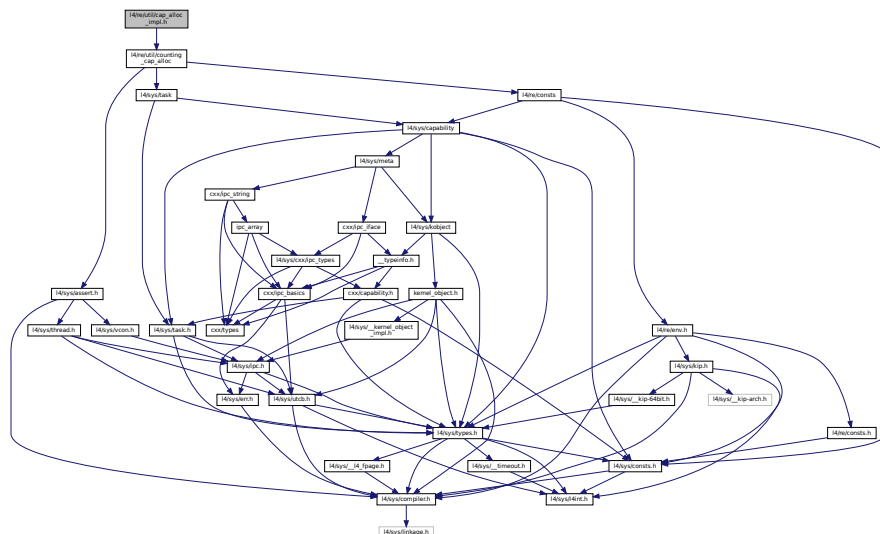 l4/re/util/cap_alloc
_impl.h
l4/re/util/counting
_cap_alloc
l4/sys/task
l4/re/consts
l4/sys/capability
l4/sys/meta
cxx/ipc_string
ipc_array
cxx/ipc_iface
l4/sys/kobject
l4/sys/cxx/ipc_types
__typeinfo.h
l4/sys/assert.h
cxx/ipc_basics
cxx/capability.h
kernel_object.h
l4/sys/thread.h
l4/sys/vcon.h
l4/sys/task.h
cxx/types
l4/sys/__kernel_object
_impl.h
l4/re/env.h
l4/sys/ipc.h
l4/sys/kip.h
l4/sys/err.h
l4/sys/utcb.h
l4/sys/__kip-64bit.h
l4/sys/__kip-arch.h
l4/sys/types.h
l4/re/consts.h
l4/sys/__l4_fpage.h
l4/sys/__timeout.h
l4/sys/consts.h
l4/sys/compiler.h
l4/sys/l4int.h
l4/sys/linkage.h